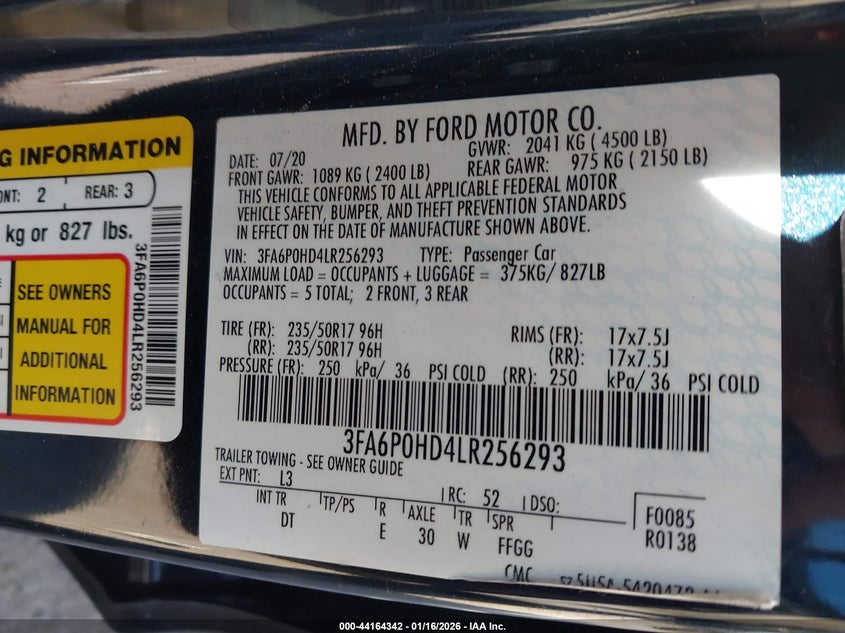 G INFORMATION
ONT: 2 REAR: 3
kg or 827 lbs.
SEE OWNERS
MANUAL FOR
ADDITIONAL
INFORMATION
3FA6P0HD4LR256293
MFD. BY FORD MOTOR CO.
DATE: 07/20 GVWR: 2041 KG ( 4500 LB)
FRONT GAWR: 1089 KG ( 2400 LB) REAR GAWR: 975 KG ( 2150 LB)
THIS VEHICLE CONFORMS TO ALL APPLICABLE FEDERAL MOTOR
VEHICLE SAFETY, BUMPER, AND THEFT PREVENTION STANDARDS
IN EFFECT ON THE DATE OF MANUFACTURE SHOWN ABOVE.
VIN: 3FA6P0HD4LR256293 TYPE: Passenger Car
MAXIMUM LOAD = OCCUPANTS + LUGGAGE = 375KG/ 827LB
OCCUPANTS = 5 TOTAL; 2 FRONT, 3 REAR
TIRE (FR): 235/50R17 96H RIMS (FR): 17x7.5J
(RR): 235/50R17 96H (RR): 17x7.5J
PRESSURE (FR): 250 kPa/ 36 PSI COLD (RR): 250 kPa/ 36 PSI COLD
3FA6P0HD4LR256293
TRAILER TOWING - SEE OWNER GUIDE
EXT PNT: L3 RC: 52 DSO:
INT TR TP/PS R AXLE TR SPR F0085
DT E 30 W FFGG R0138
CMC
000-44164342 - 01/16/2026 - IAA Inc.